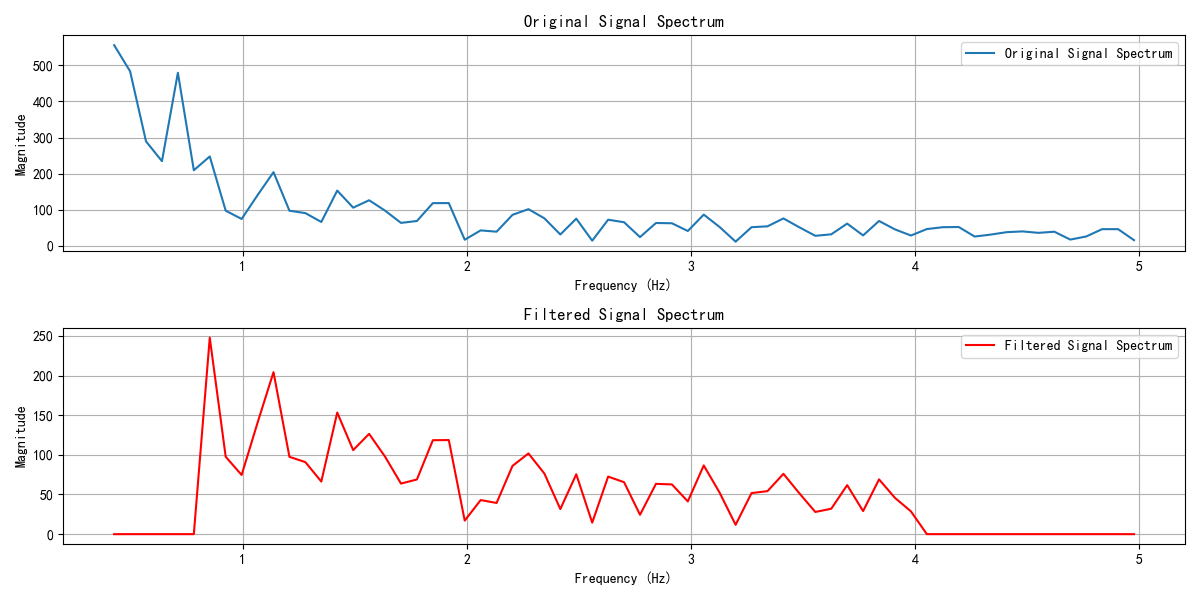 Original Signal Spectrum
Original Signal Spectrum
Magnitude
500
400
300
200
100
0
1 2 3 4 5
Frequency (Hz)
Filtered Signal Spectrum
Filtered Signal Spectrum
Magnitude
250
200
150
100
50
0
1 2 3 4 5
Frequency (Hz)